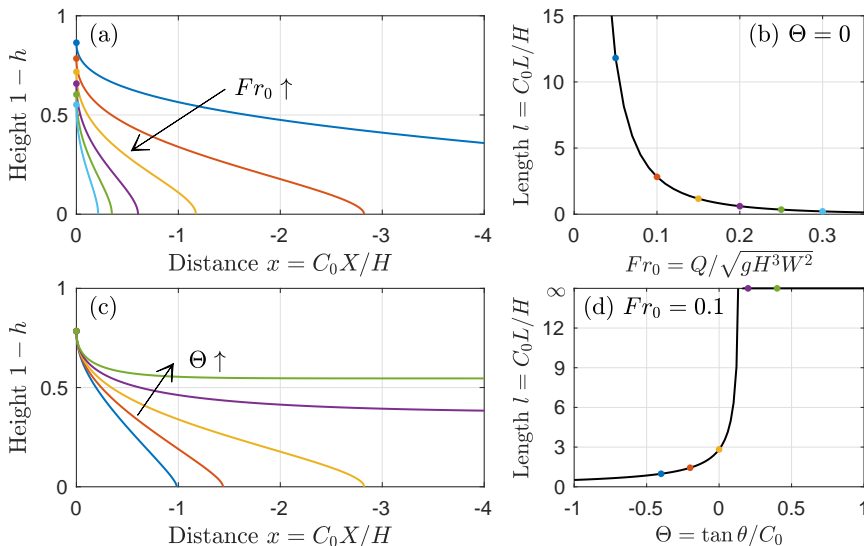 (a)
Height 1 − h
1
0.5
0
Fr₀ ↑
0 -1 -2 -3 -4
Distance x = C₀X/H
(b) Θ = 0
Length l = C₀L/H
15
10
5
0
0 0.1 0.2 0.3
Fr₀ = Q/√gH³W²
(c)
Height 1 − h
1
0.5
0
Θ ↑
0 -1 -2 -3 -4
Distance x = C₀X/H
(d) Fr₀ = 0.1
Length l = C₀L/H
∞
12
9
6
3
0
-1 -0.5 0 0.5 1
Θ = tan θ/C₀